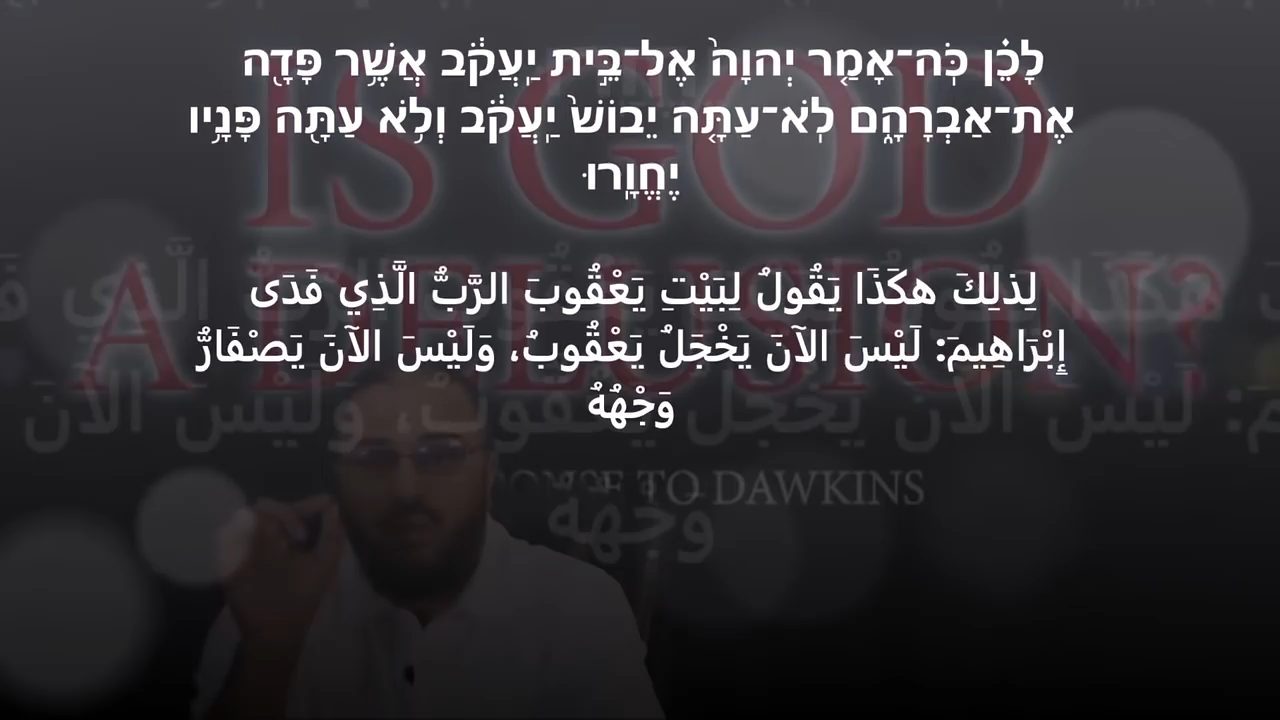 לָכֵ֗ן כֹּֽה־אָמַ֤ר יְהוָה֙ אֶל־בֵּ֣ית יַֽעֲקֹ֔ב אֲשֶׁ֥ר פָּדָ֖ה
אֶת־אַבְרָהָ֑ם לֹֽא־עַתָּ֤ה יֵבוֹשׁ֙ יַֽעֲקֹ֔ב וְלֹ֥א עַתָּ֖ה פָּנָ֥יו
יֶחֱוָֽרוּ׃
IS GOD
لِذلِكَ هكَذَا يَقُولُ لِبَيْتِ يَعْقُوبَ الرَّبُّ الَّذِي فَدَى
A DELUSION?
إِبْرَاهِيمَ: لَيْسَ الآنَ يَخْجَلُ يَعْقُوبُ، وَلَيْسَ الآنَ يَصْفَارُّ
وَجْهُهُ
TO DAWKINS
وَجْهُهُ